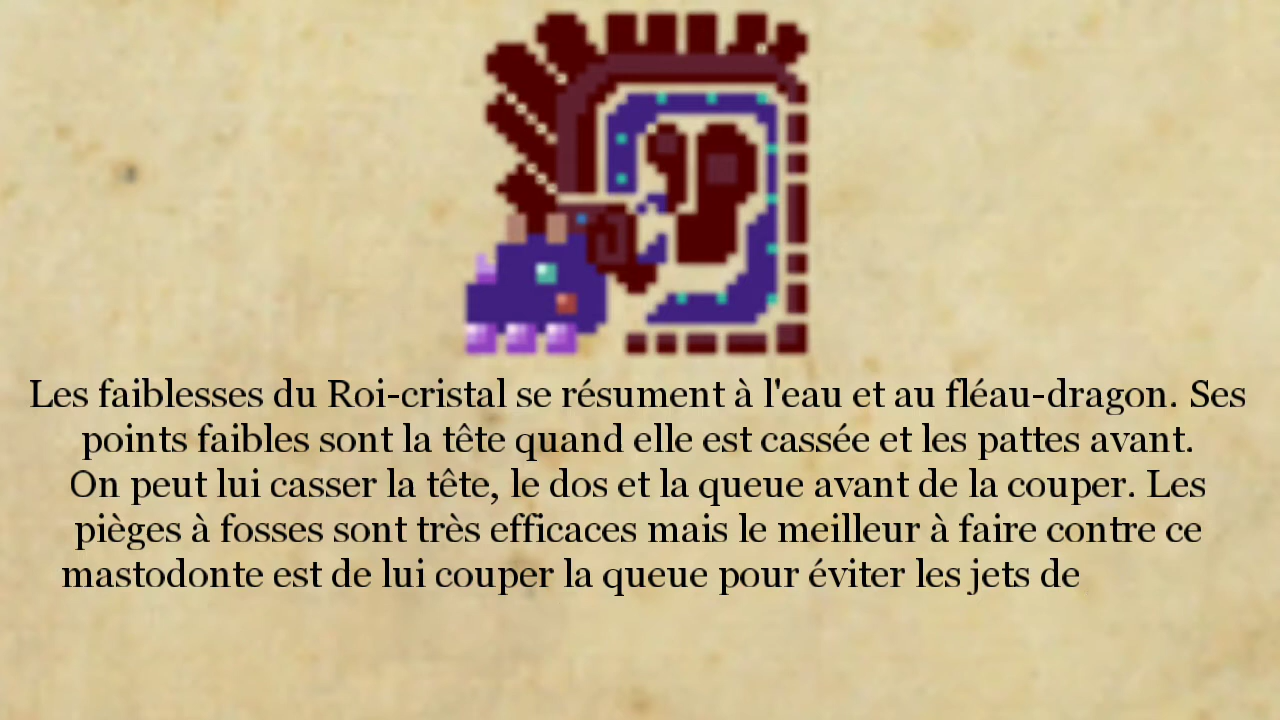 Les faiblesses du Roi-cristal se résument à l'eau et au fléau-dragon. Ses
points faibles sont la tête quand elle est cassée et les pattes avant.
On peut lui casser la tête, le dos et la queue avant de la couper. Les
pièges à fosses sont très efficaces mais le meilleur à faire contre ce
mastodonte est de lui couper la queue pour éviter les jets de